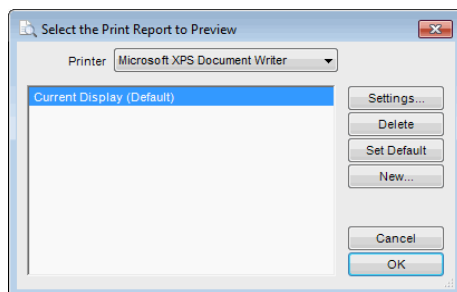 Select the Print Report to Preview
Printer Microsoft XPS Document Writer
Current Display (Default)
Settings...
Delete
Set Default
New...
Cancel
OK